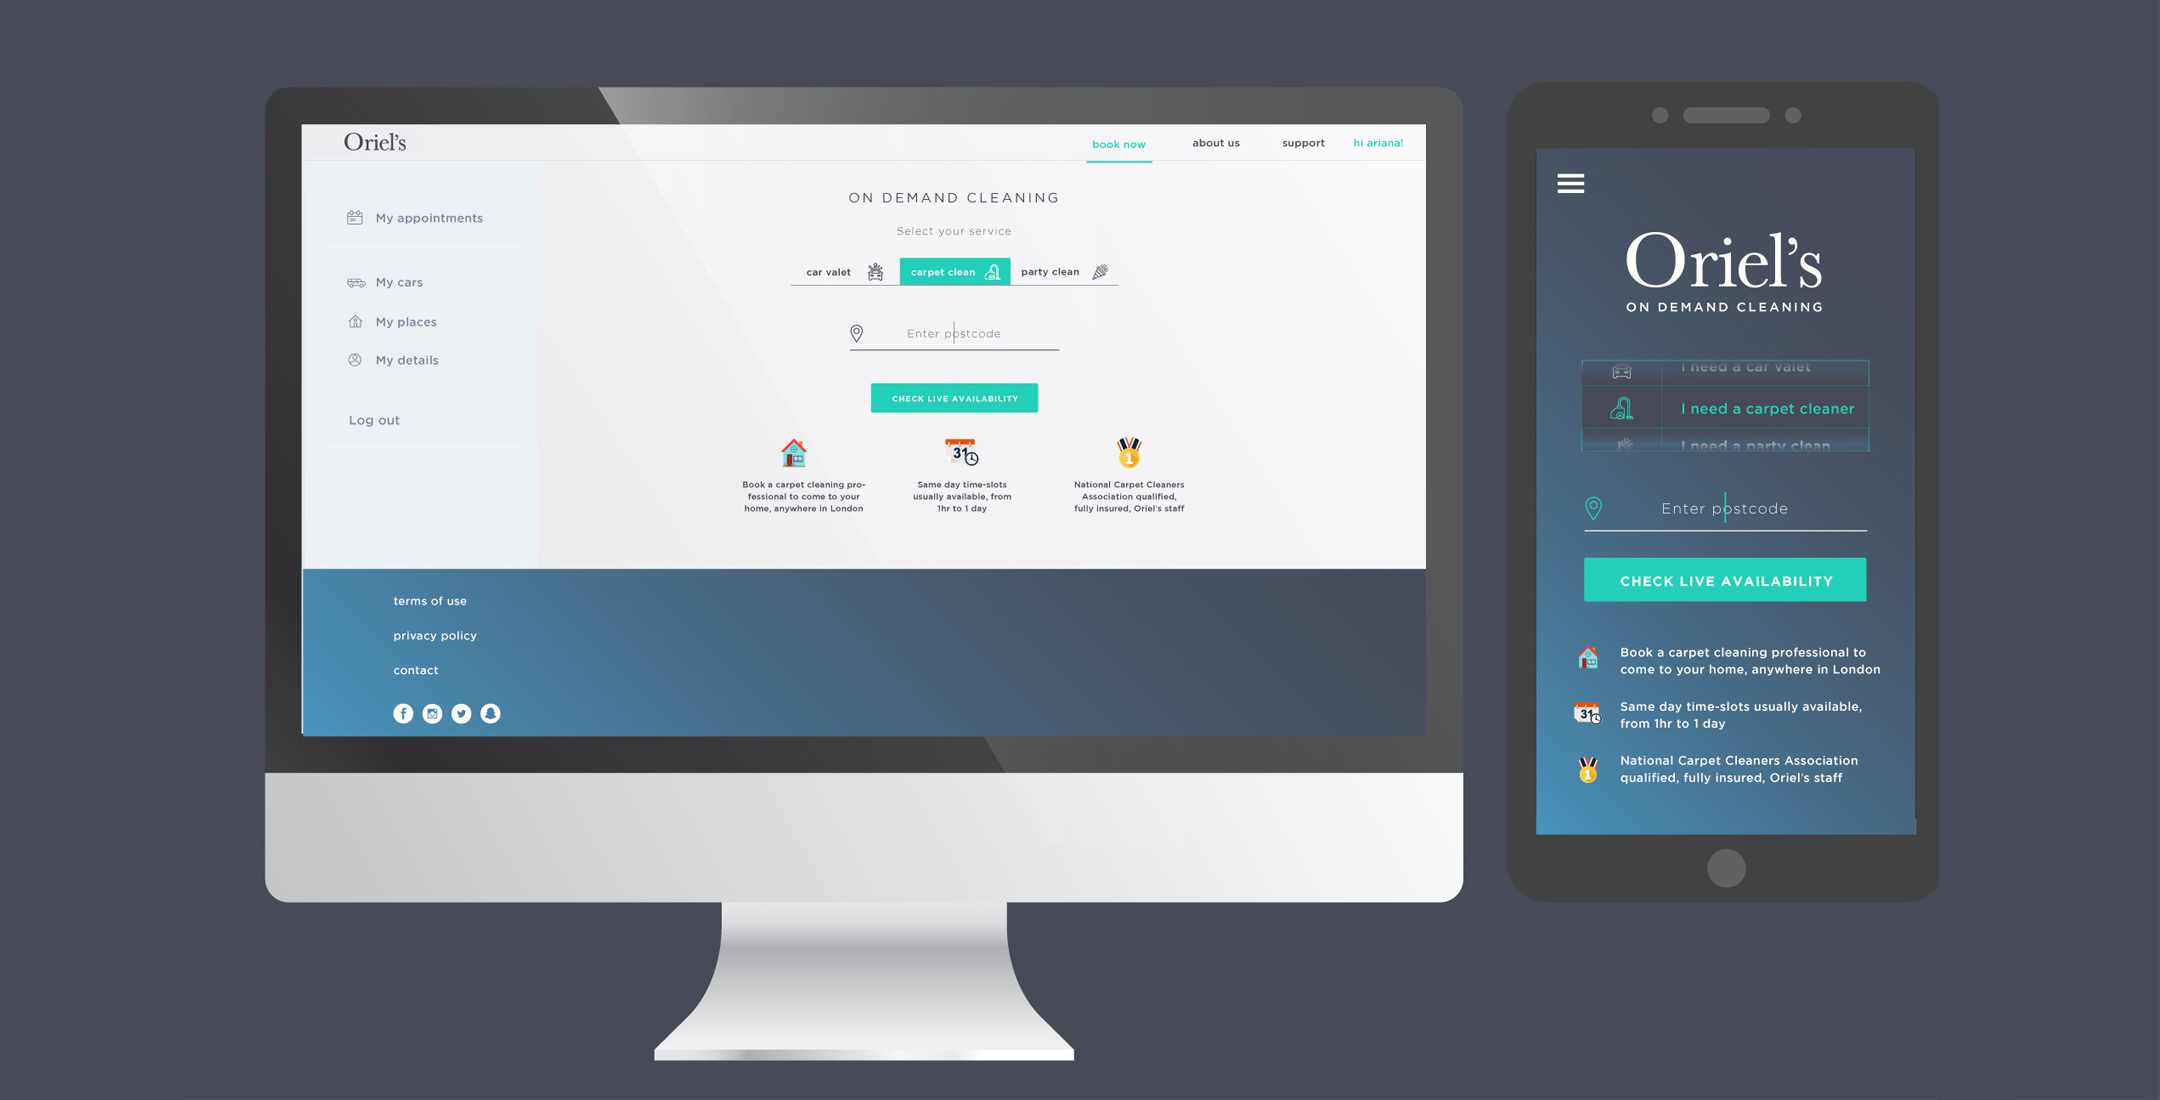 Oriel's
book now
about us
support
hi ariana!
My appointments
My cars
My places
My details
Log out
ON DEMAND CLEANING
Select your service
car valet
carpet clean
party clean
Enter postcode
CHECK LIVE AVAILABILITY
Book a carpet cleaning pro-
fessional to come to your
home, anywhere in London
31
Same day time-slots
usually available, from
1hr to 1 day
1
National Carpet Cleaners
Association qualified,
fully insured, Oriel's staff
terms of use
privacy policy
contact
Oriel's
ON DEMAND CLEANING
I need a car valet
I need a carpet cleaner
I need a party clean
Enter postcode
CHECK LIVE AVAILABILITY
Book a carpet cleaning professional to
come to your home, anywhere in London
31
Same day time-slots usually available,
from 1hr to 1 day
1
National Carpet Cleaners Association
qualified, fully insured, Oriel's staff